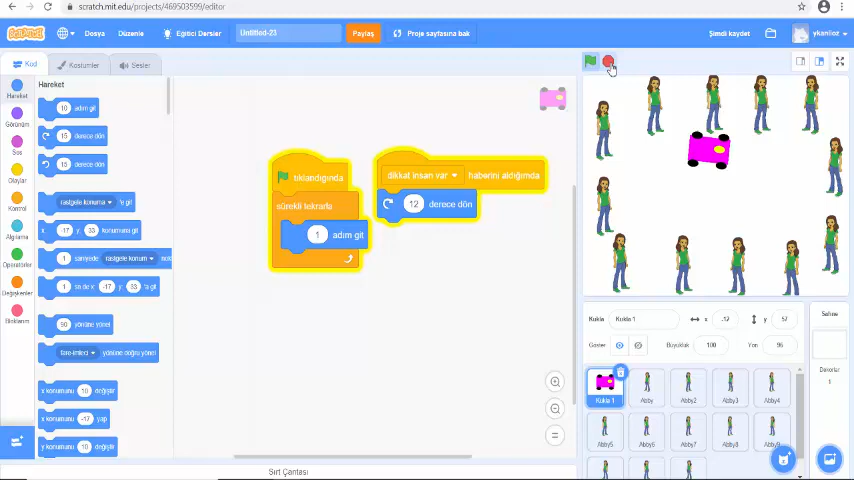 scratch.mit.edu/projects/469503599/editor
SCRATCH
Dosya
Düzenle
Eğitici Dersler
Untitled-23
Paylaş
Proje sayfasına bak
Şimdi kaydet
ykaniloz
Kod
Kostümler
Sesler
Hareket
Hareket
Görünüm
Ses
Olaylar
Kontrol
Algılama
Operatörler
Değişkenler
Bloklarım
10 adım git
15 derece dön
15 derece dön
rastgele konuma 'e git
x: -17 y: 33 konumuna git
1 saniyede rastgele konum
1 sn.de x: -17 y: 33 'a git
90 yönüne yönel
fare-imleci yönüne doğru yönel
x konumunu 10 değiştir
x konumunu -17 yap
y konumunu 10 değiştir
tıklandığında
sürekli tekrarla
1 adım git
dikkat insan var haberini aldığımda
12 derece dön
Kukla
Kukla 1
x -12
y 57
Göster
Büyüklük 100
Yön 96
Sahne
Dekorlar
1
Kukla 1
Abby
Abby2
Abby3
Abby4
Abby5
Abby6
Abby7
Abby8
Abby9
Sırt Çantası